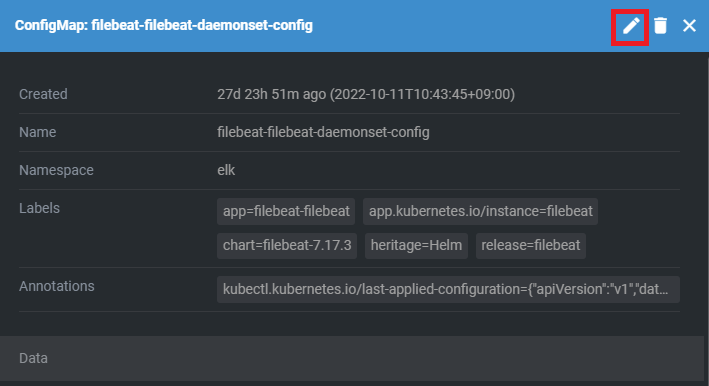 ConfigMap: filebeat-filebeat-daemonset-config
Created 27d 23h 51m ago (2022-10-11T10:43:45+09:00)
Name filebeat-filebeat-daemonset-config
Namespace elk
Labels app=filebeat-filebeat app.kubernetes.io/instance=filebeat
chart=filebeat-7.17.3 heritage=Helm release=filebeat
Annotations kubectl.kubernetes.io/last-applied-configuration={"apiVersion":"v1","dat...
Data